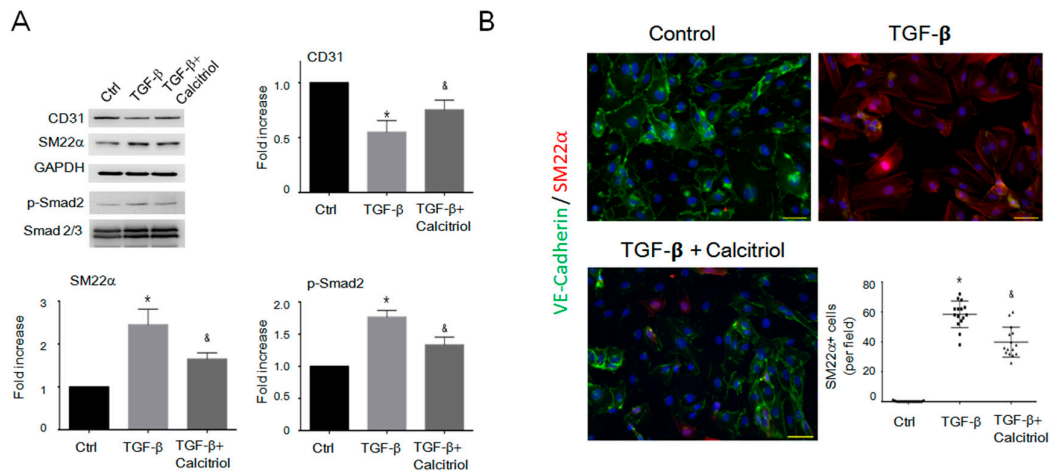 A
Ctrl
TGF-β
TGF-β+
Calcitriol
CD31
SM22α
GAPDH
p-Smad2
Smad 2/3
CD31
Fold increase
1.0
0.5
0
*
&
Ctrl
TGF-β
TGF-β+
Calcitriol
SM22α
Fold increase
3
2
1
0
*
&
Ctrl
TGF-β
TGF-β+
Calcitriol
p-Smad2
Fold increase
2.0
1.5
1.0
0.5
0
*
&
Ctrl
TGF-β
TGF-β+
Calcitriol
B
VE-Cadherin / SM22α
Control
TGF-β
TGF-β + Calcitriol
SM22α+ cells
(per field)
80
60
40
20
0
*
&
Ctrl
TGF-β
TGF-β+
Calcitriol